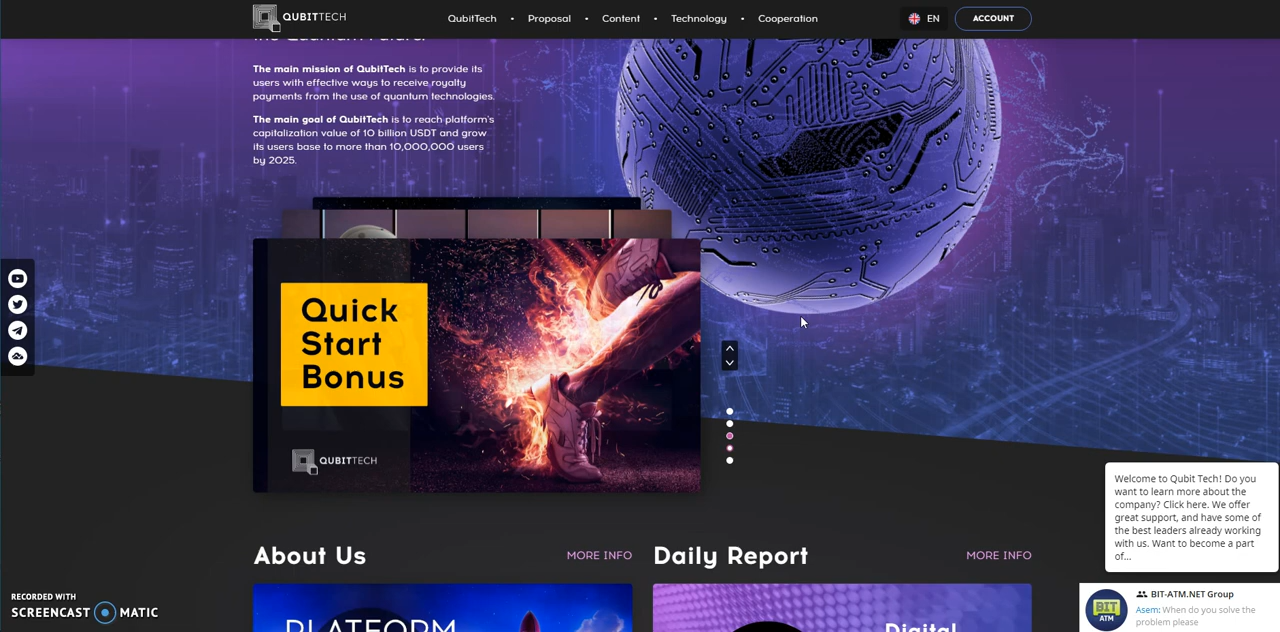 QUBITTECH
QubitTech • Proposal • Content • Technology • Cooperation
EN
ACCOUNT
the Quantum Future.
The main mission of QubitTech is to provide its
users with effective ways to receive royalty
payments from the use of quantum technologies.
The main goal of QubitTech is to reach platform's
capitalization value of 10 billion USDT and grow
its users base to more than 10,000,000 users
by 2025.
Quick
Start
Bonus
QUBITTECH
Welcome to Qubit Tech! Do you
want to learn more about the
company? Click here. We offer
great support, and have some of
the best leaders already working
with us. Want to become a part
of...
About Us
MORE INFO
Daily Report
MORE INFO
RECORDED WITH
SCREENCAST MATIC
BIT-ATM.NET Group
Asem: When do you solve the
problem please
BIT
ATM
PLATFORM
Digital